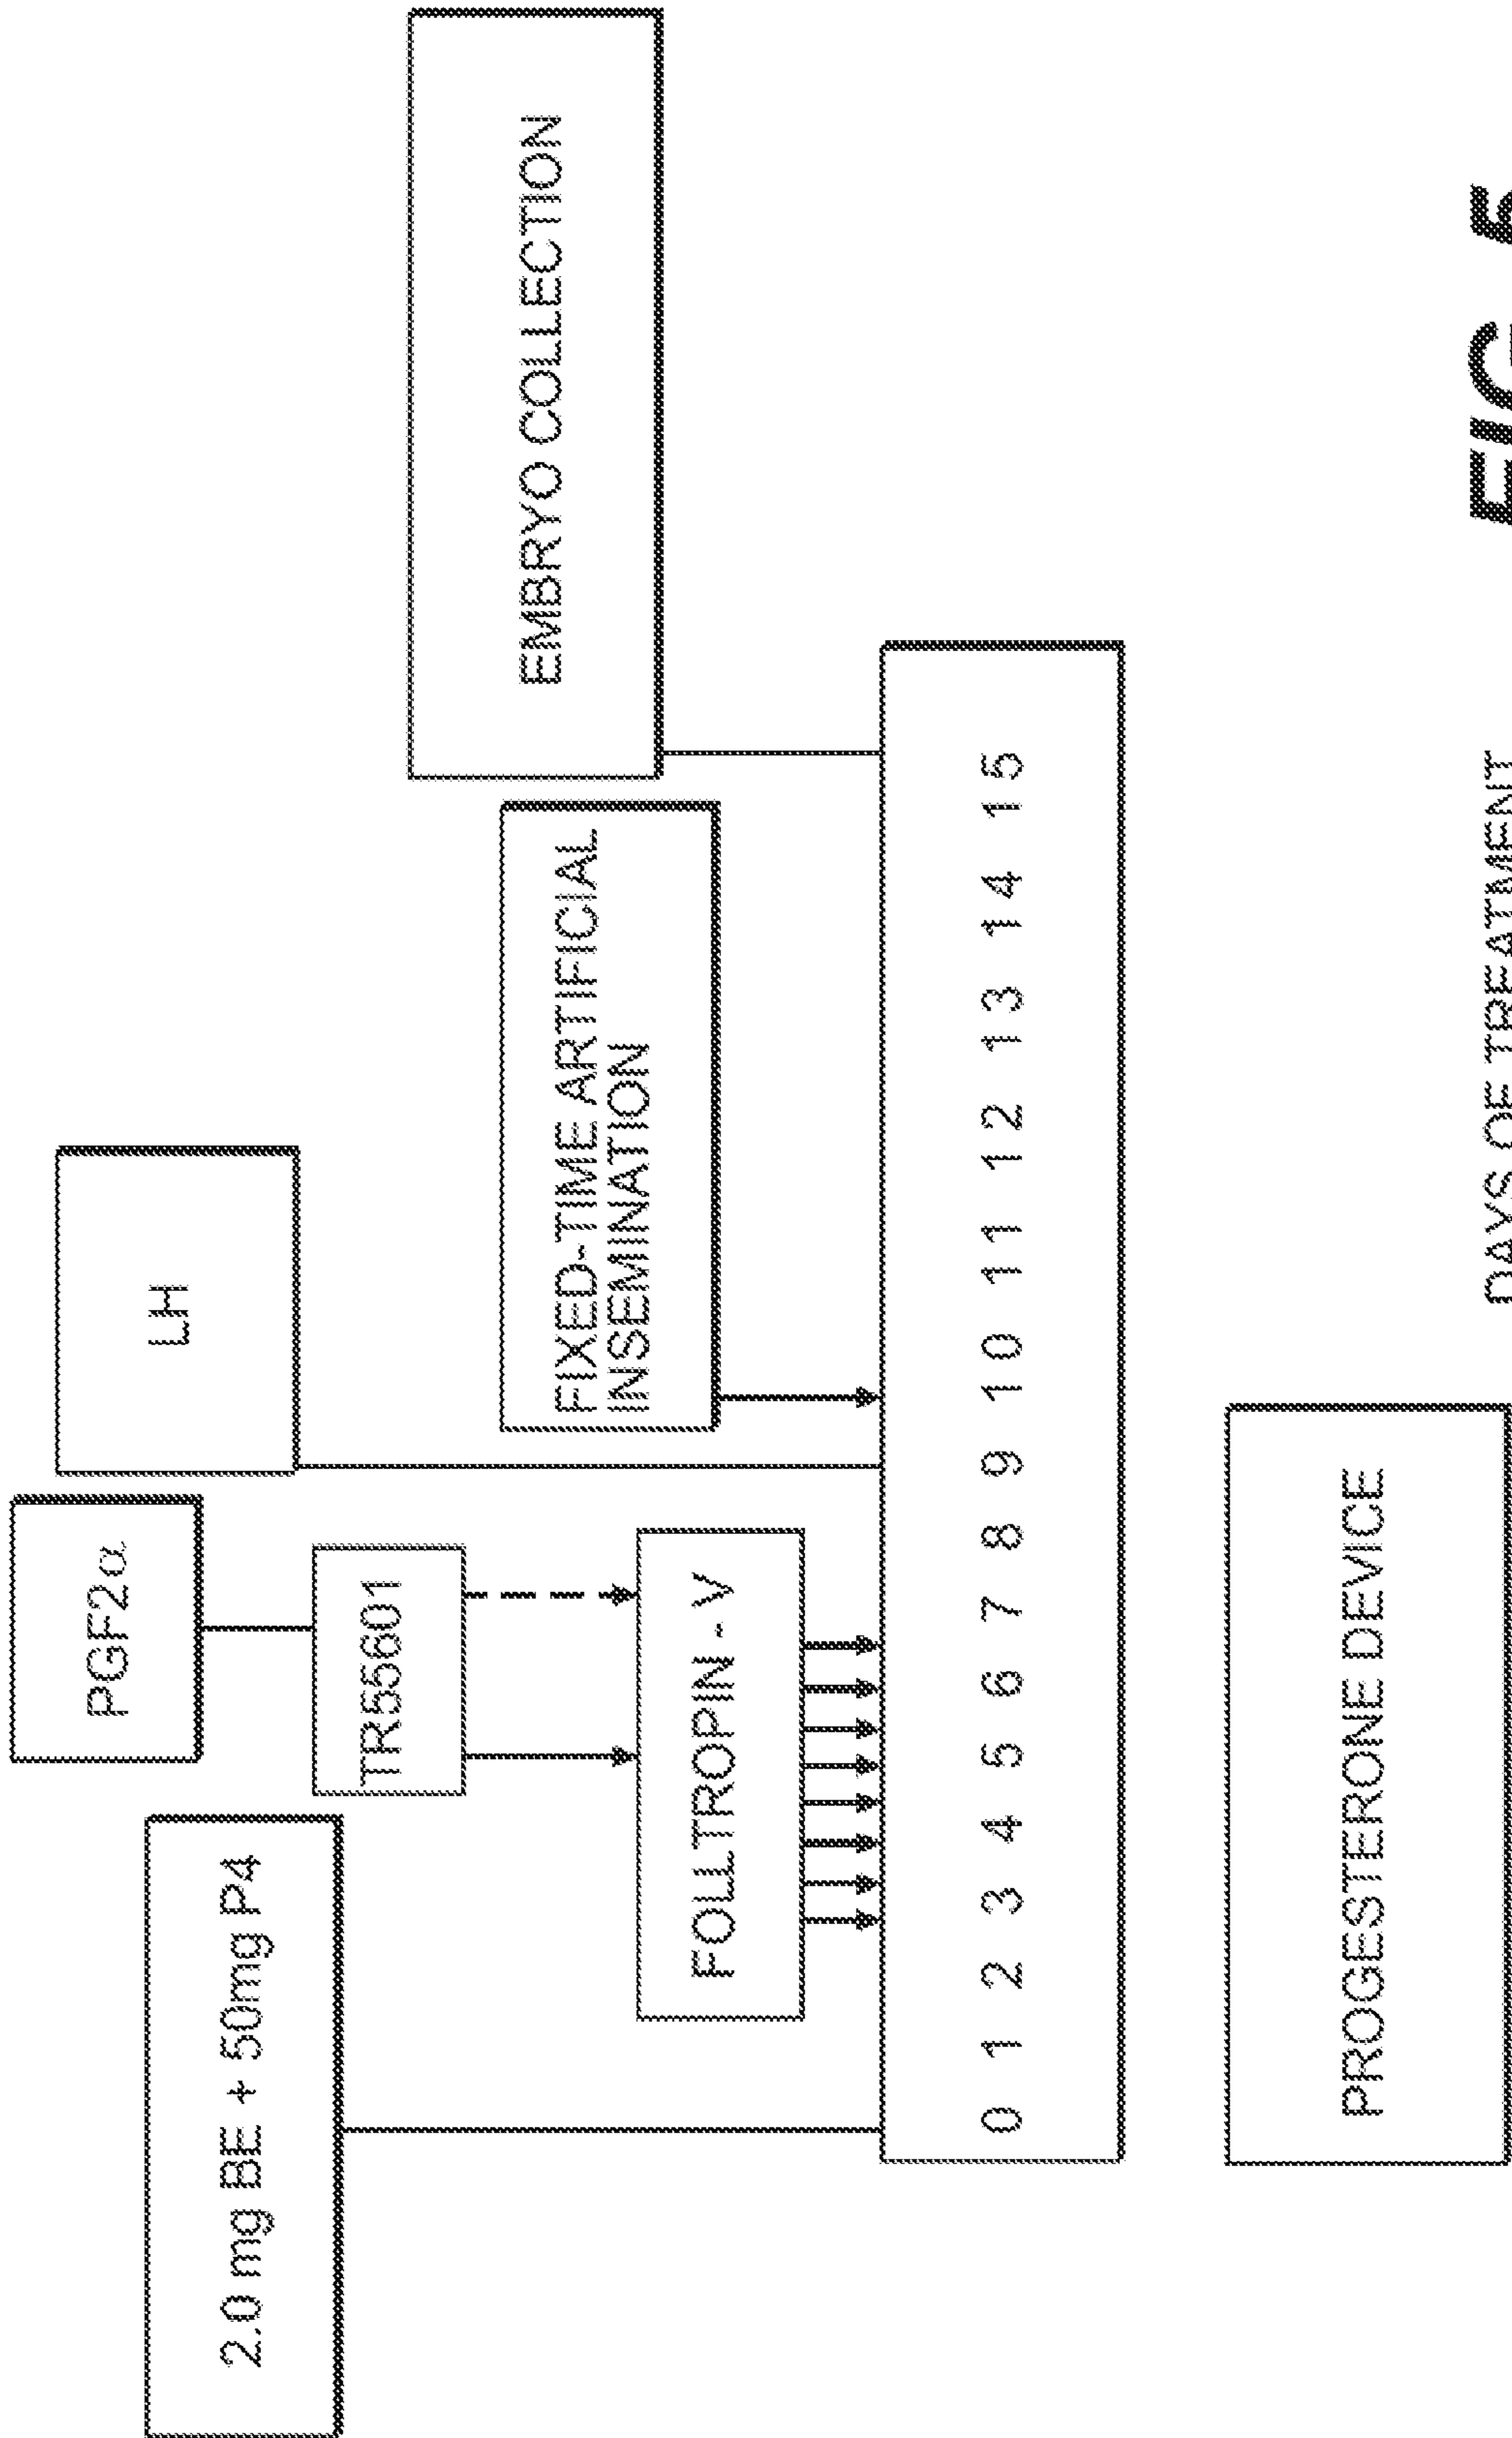 PGF2α
LH
2.0 mg BE + 50mg P4
TR55601
EMBRYO COLLECTION
FIXED-TIME ARTIFICIAL
INSEMINATION
FOLLTROPIN - V
0 1 2 3 4 5 6 7 8 9 10 11 12 13 14 15
PROGESTERONE DEVICE
DAYS OF TREATMENT
FIG. 5